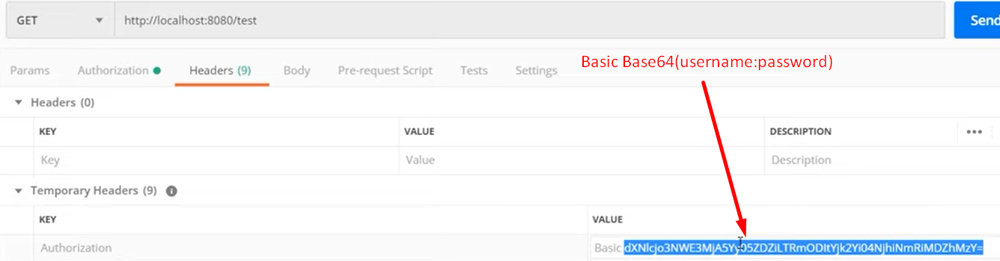 GET http://localhost:8080/test Send
Basic Base64(username:password)
Params Authorization Headers (9) Body Pre-request Script Tests Settings
Headers (0)
KEY VALUE DESCRIPTION
Key Value Description
Temporary Headers (9)
KEY VALUE
Authorization Basic dXNlcjo3NWE3MjA5Yy05ZDZiLTRmODItYjk2Yi04NjhiNmRiMDZhMzY=